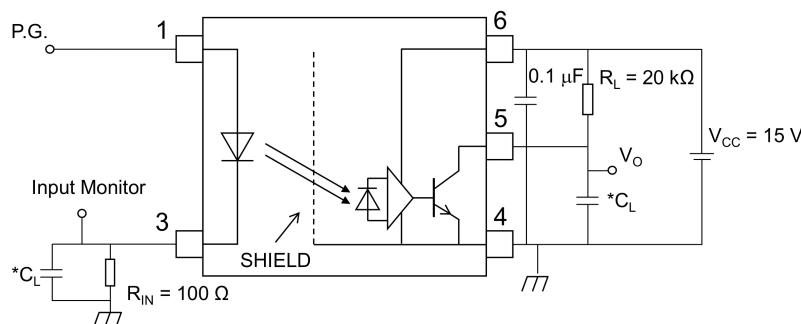 P.G.
1
6
0.1 μF
R_L = 20 kΩ
5
V_CC = 15 V
V_O
Input Monitor
*C_L
3
4
SHIELD
*C_L
R_IN = 100 Ω